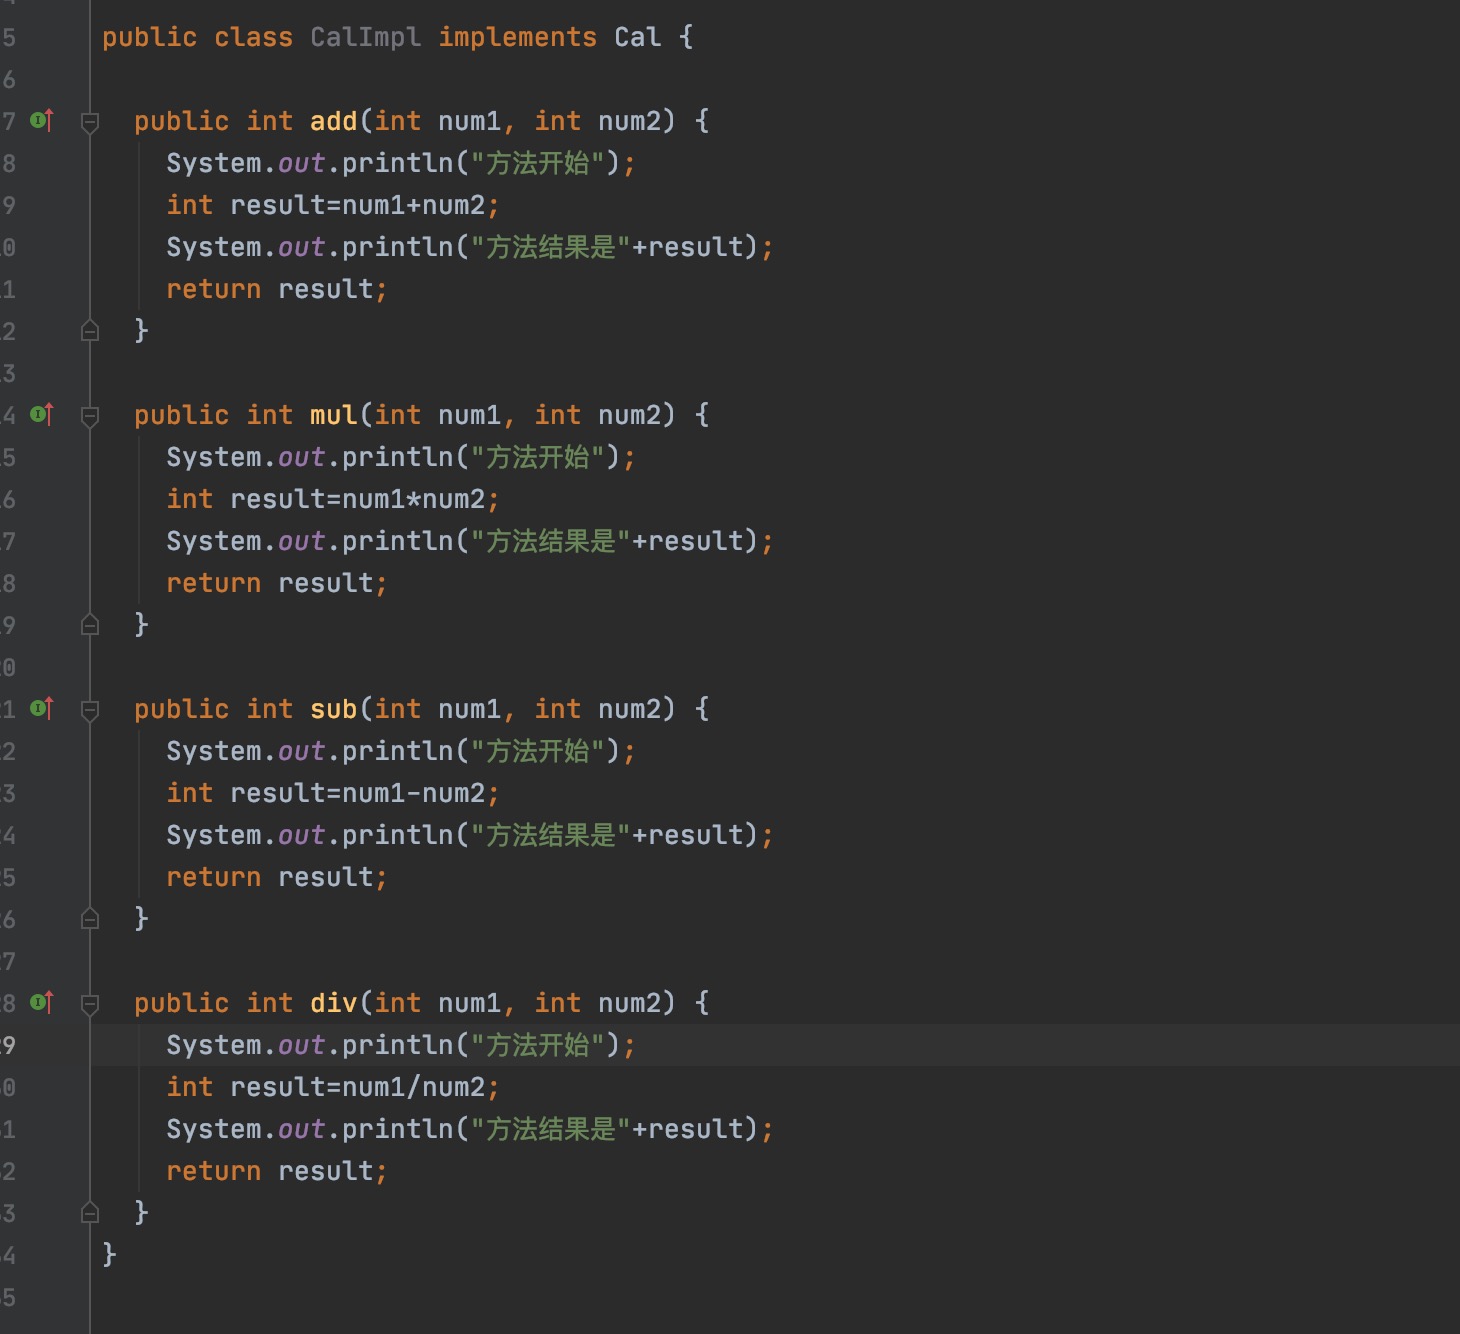 5 public class CalImpl implements Cal {
6
7 public int add(int num1, int num2) {
8 System.out.println("方法开始");
9 int result=num1+num2;
0 System.out.println("方法结果是"+result);
1 return result;
2 }
3
4 public int mul(int num1, int num2) {
5 System.out.println("方法开始");
6 int result=num1*num2;
7 System.out.println("方法结果是"+result);
8 return result;
9 }
0
1 public int sub(int num1, int num2) {
2 System.out.println("方法开始");
3 int result=num1-num2;
4 System.out.println("方法结果是"+result);
5 return result;
6 }
7
8 public int div(int num1, int num2) {
9 System.out.println("方法开始");
0 int result=num1/num2;
1 System.out.println("方法结果是"+result);
2 return result;
3 }
4 }
5